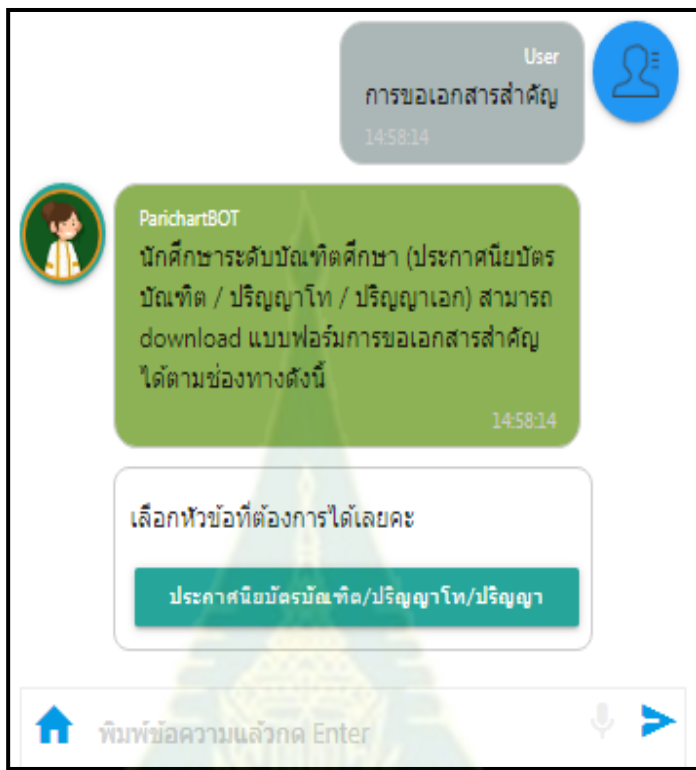 User
การขอเอกสารสำคัญ
14:58:14
ParichartBOT
นักศึกษาระดับบัณฑิตศึกษา (ประกาศนียบัตร
บัณฑิต / ปริญญาโท / ปริญญาเอก) สามารถ
download แบบฟอร์มการขอเอกสารสำคัญ
ได้ตามช่องทางดังนี้
14:58:14
เลือกหัวข้อที่ต้องการได้เลยคะ
ประกาศนียบัตรบัณฑิต/ปริญญาโท/ปริญญา
พิมพ์ข้อความแล้วกด Enter